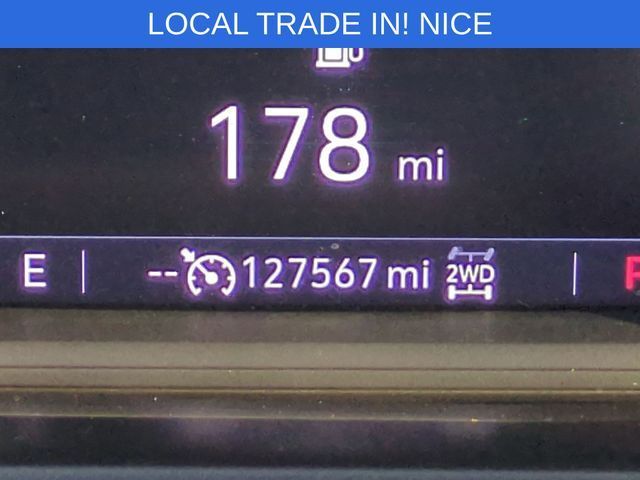 LOCAL TRADE IN! NICE
178 mi
E -- 127567 mi 2WD P